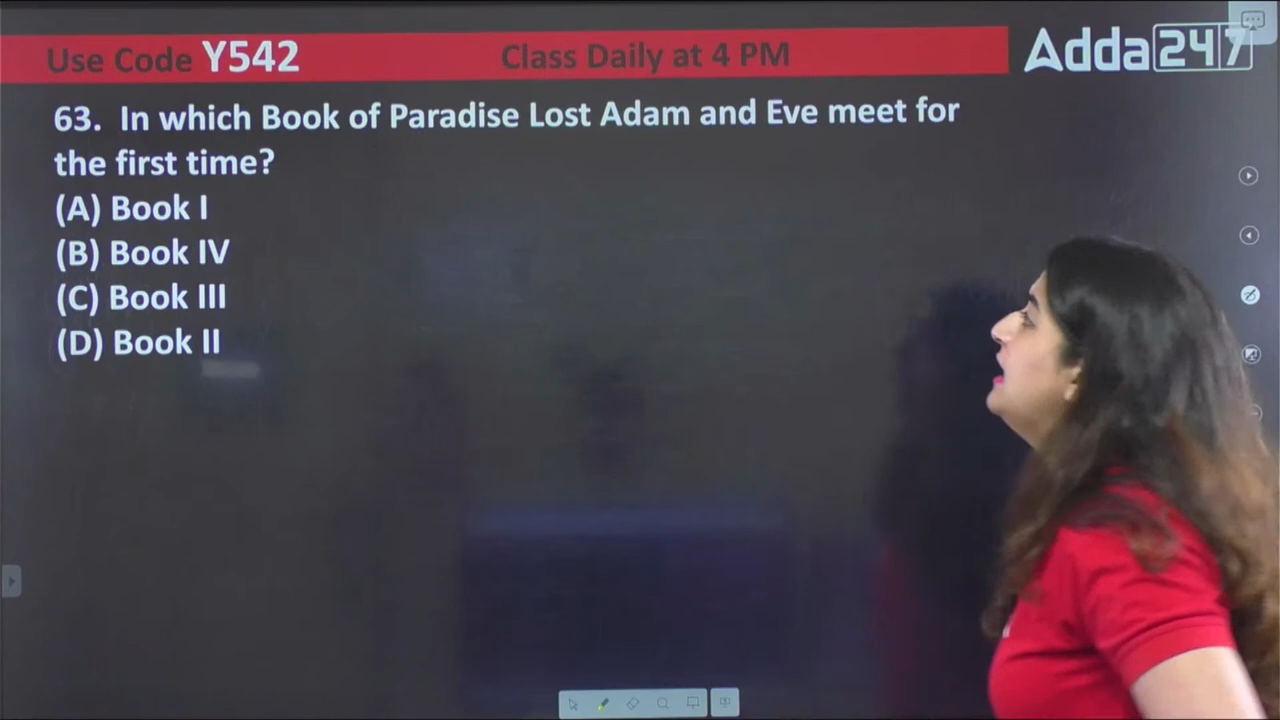 Use Code Y542 Class Daily at 4 PM Adda247
63. In which Book of Paradise Lost Adam and Eve meet for
the first time?
(A) Book I
(B) Book IV
(C) Book III
(D) Book II